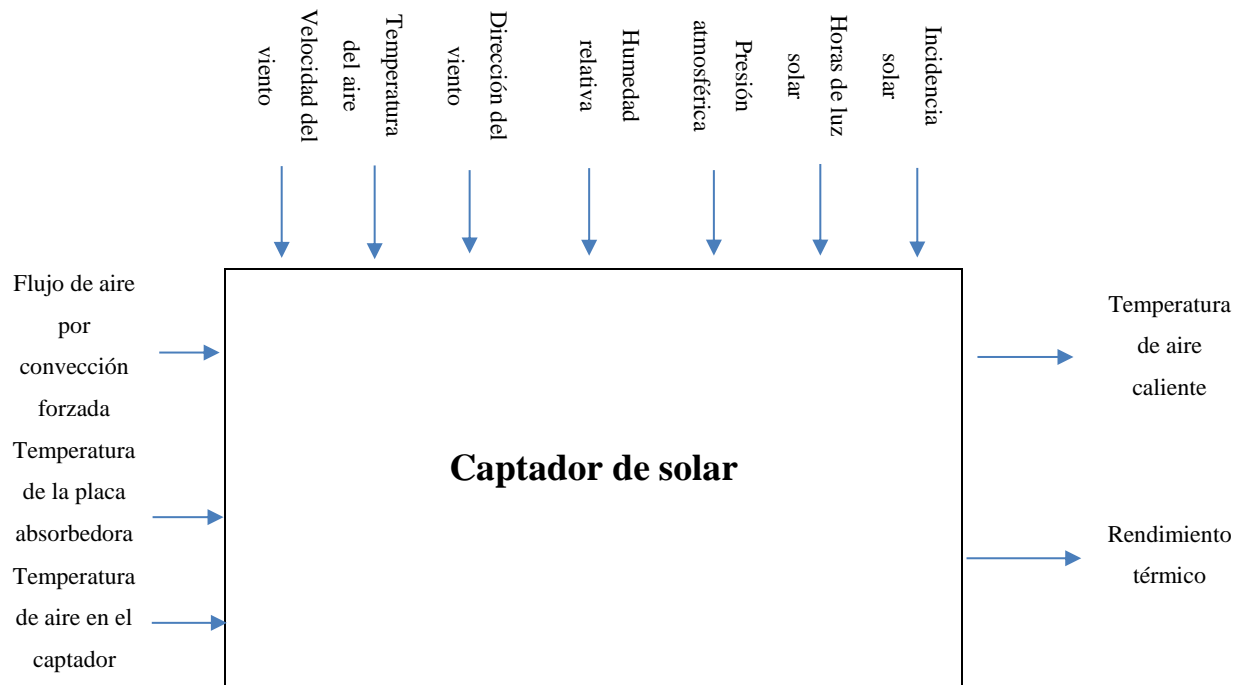 Velocidad del
viento
Temperatura
del aire
Dirección del
viento
Humedad
relativa
Presión
atmosférica
Horas de luz
solar
Incidencia
solar
Flujo de aire
por
convección
forzada
Temperatura
de la placa
absorbedora
Temperatura
de aire en el
captador
Captador de solar
Temperatura
de aire
caliente
Rendimiento
térmico